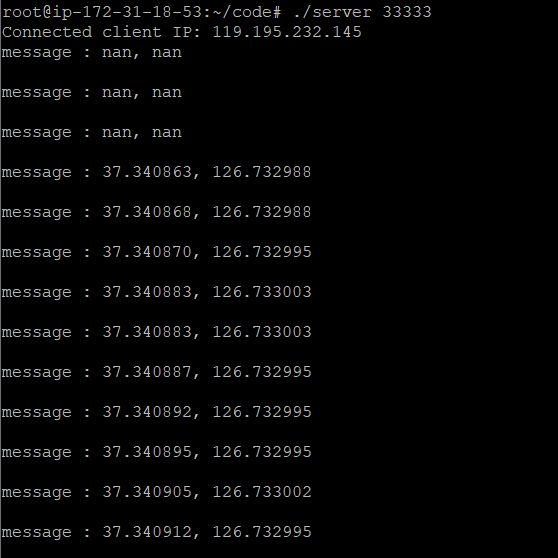 root@ip-172-31-18-53:~/code# ./server 33333
Connected client IP: 119.195.232.145
message : nan, nan
message : nan, nan
message : nan, nan
message : 37.340863, 126.732988
message : 37.340868, 126.732988
message : 37.340870, 126.732995
message : 37.340883, 126.733003
message : 37.340883, 126.733003
message : 37.340887, 126.732995
message : 37.340892, 126.732995
message : 37.340895, 126.732995
message : 37.340905, 126.733002
message : 37.340912, 126.732995